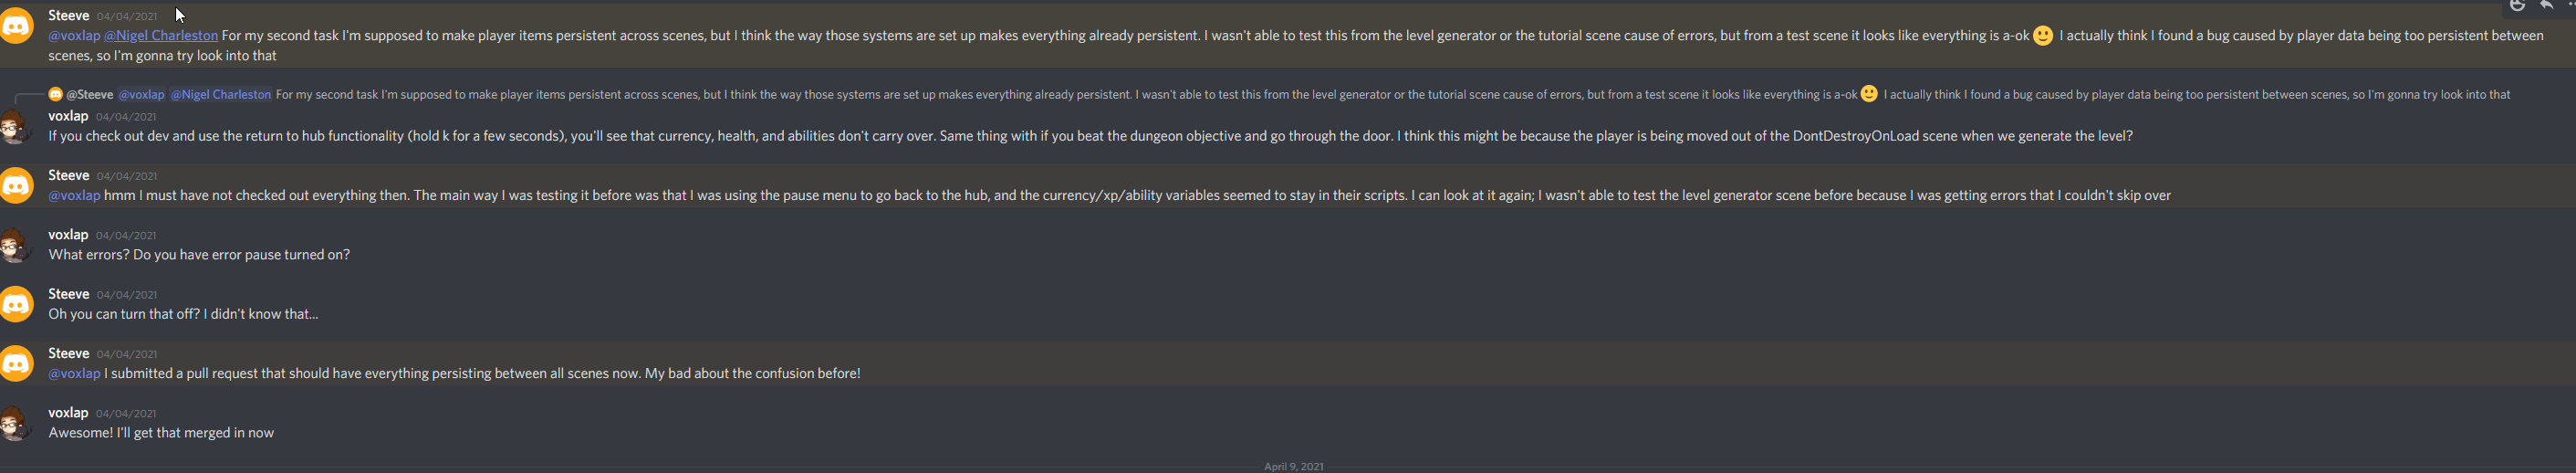 Steeve 04/04/2021
@voxlap @Nigel Charleston For my second task I'm supposed to make player items persistent across scenes, but I think the way those systems are set up makes everything already persistent. I wasn't able to test this from the level generator or the tutorial scene cause of errors, but from a test scene it looks like everything is a-ok 🙂 I actually think I found a bug caused by player data being too persistent between
scenes, so I'm gonna try look into that
@Steeve @voxlap @Nigel Charleston For my second task I'm supposed to make player items persistent across scenes, but I think the way those systems are set up makes everything already persistent. I wasn't able to test this from the level generator or the tutorial scene cause of errors, but from a test scene it looks like everything is a-ok 🙂 I actually think I found a bug caused by player data being too persistent between scenes, so I'm gonna try look into that
voxlap 04/04/2021
If you check out dev and use the return to hub functionality (hold k for a few seconds), you'll see that currency, health, and abilities don't carry over. Same thing with if you beat the dungeon objective and go through the door. I think this might be because the player is being moved out of the DontDestroyOnLoad scene when we generate the level?
Steeve 04/04/2021
@voxlap hmm I must have not checked out everything then. The main way I was testing it before was that I was using the pause menu to go back to the hub, and the currency/xp/ability variables seemed to stay in their scripts. I can look at it again; I wasn't able to test the level generator scene before because I was getting errors that I couldn't skip over
voxlap 04/04/2021
What errors? Do you have error pause turned on?
Steeve 04/04/2021
Oh you can turn that off? I didn't know that...
Steeve 04/04/2021
@voxlap I submitted a pull request that should have everything persisting between all scenes now. My bad about the confusion before!
voxlap 04/04/2021
Awesome! I'll get that merged in now
April 9, 2021